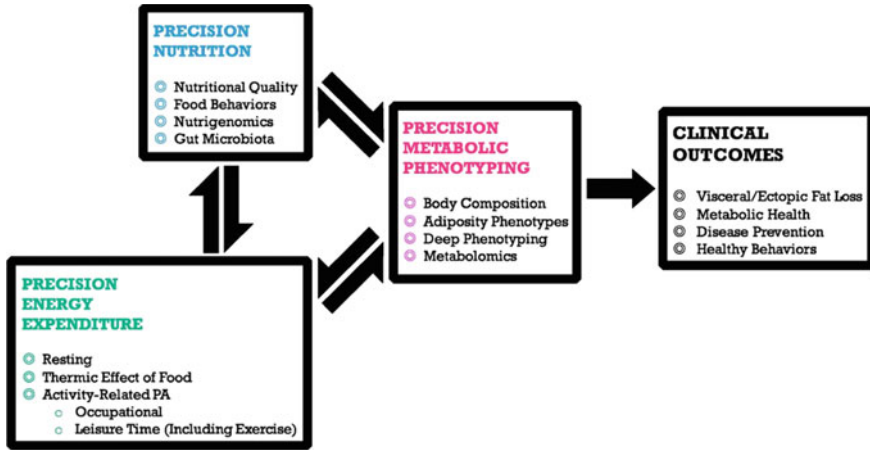 PRECISION
NUTRITION
Nutritional Quality
Food Behaviors
Nutrigenomics
Gut Microbiota
PRECISION
METABOLIC
PHENOTYPING
Body Composition
Adiposity Phenotypes
Deep Phenotyping
Metabolomics
CLINICAL
OUTCOMES
Visceral/Ectopic Fat Loss
Metabolic Health
Disease Prevention
Healthy Behaviors
PRECISION
ENERGY
EXPENDITURE
Resting
Thermic Effect of Food
Activity-Related PA
Occupational
Leisure Time (Including Exercise)